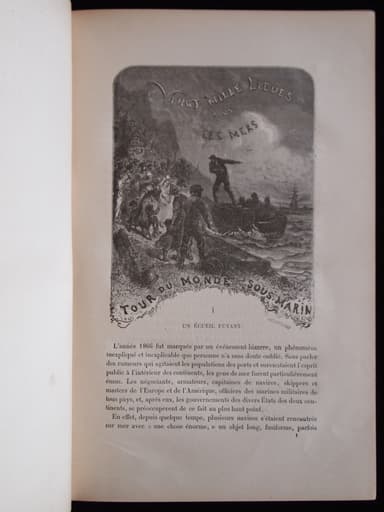 VINGT MILLE LIEUES
LES MERS
TOUR DU MONDE SOUS-MARIN
I
UN ÉCUEIL FUYANT.
L'année 1866 fut marquée par un événement bizarre, un phénomène
inexpliqué et inexplicable que personne n'a sans doute oublié. Sans parler
des rumeurs qui agitaient les populations des ports et surexcitaient l'esprit
public à l'intérieur des continents, les gens de mer furent particulièrement
émus. Les négociants, armateurs, capitaines de navires, skippers et
masters de l'Europe et de l'Amérique, officiers des marines militaires de
tous pays, et, après eux, les gouvernements des divers États des deux con-
tinents, se préoccupèrent de ce fait au plus haut point.
En effet, depuis quelque temps, plusieurs navires s'étaient rencontrés
sur mer avec « une chose énorme, » un objet long, fusiforme, parfois
1